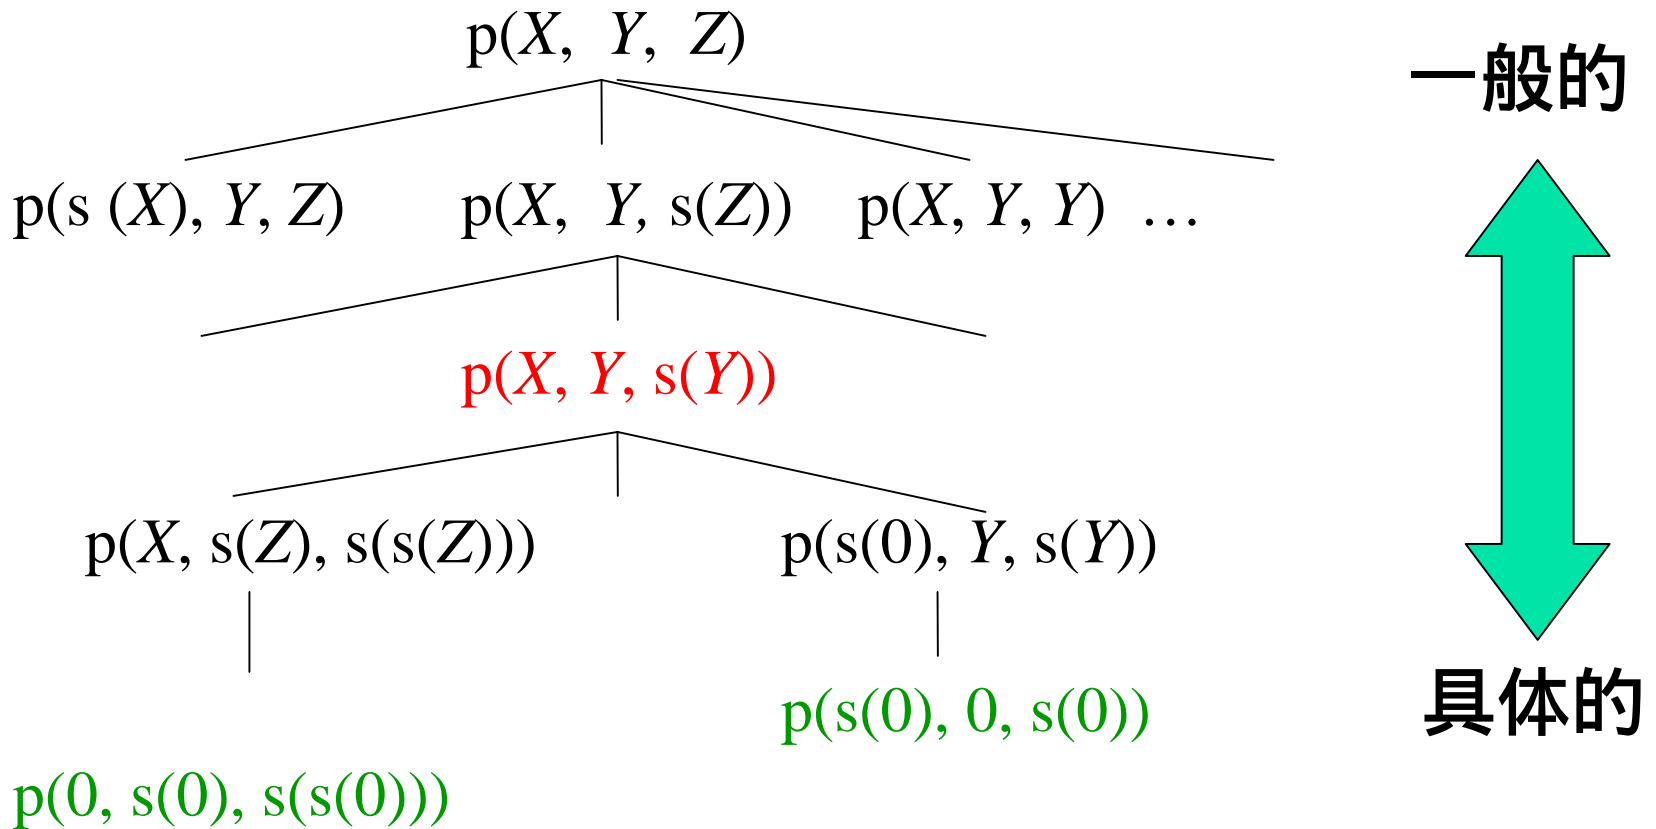 p(X, Y, Z)
一般的
p(s (X), Y, Z) p(X, Y, s(Z)) p(X, Y, Y) …
p(X, Y, s(Y))
p(X, s(Z), s(s(Z))) p(s(0), Y, s(Y))
p(s(0), 0, s(0))
具体的
p(0, s(0), s(s(0)))